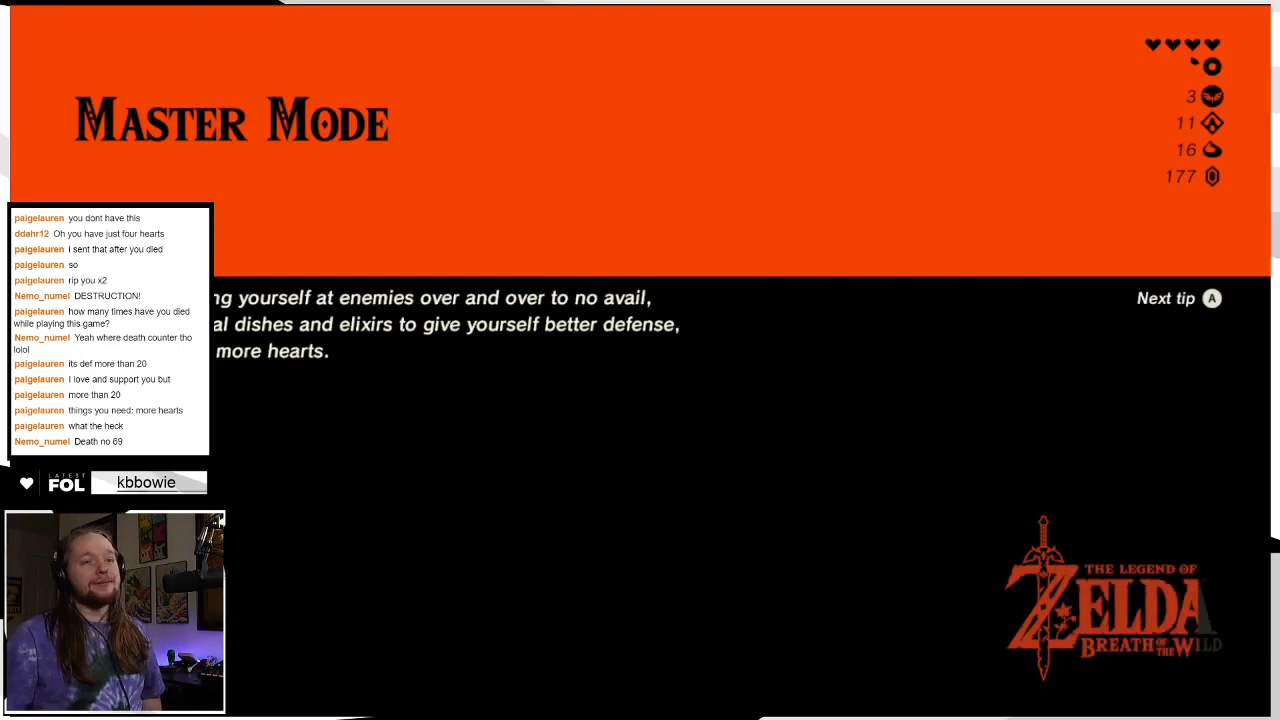 MASTER MODE
3
11
16
177
paigelauren you dont have this
ddahr12 Oh you have just four hearts
paigelauren i sent that after you died
paigelauren so
paigelauren rip you x2
Nemo_numel DESTRUCTION!
paigelauren how many times have you died
while playing this game?
Nemo_numel Yeah where death counter tho
lolol
paigelauren its def more than 20
paigelauren I love and support you but
paigelauren more than 20
paigelauren things you need: more hearts
paigelauren what the heck
Nemo_numel Death no 69
ng yourself at enemies over and over to no avail,
al dishes and elixirs to give yourself better defense,
more hearts.
Next tip A
LATEST
FOL kbbowie
THE LEGEND OF
ZELDA
BREATH OF THE WILD